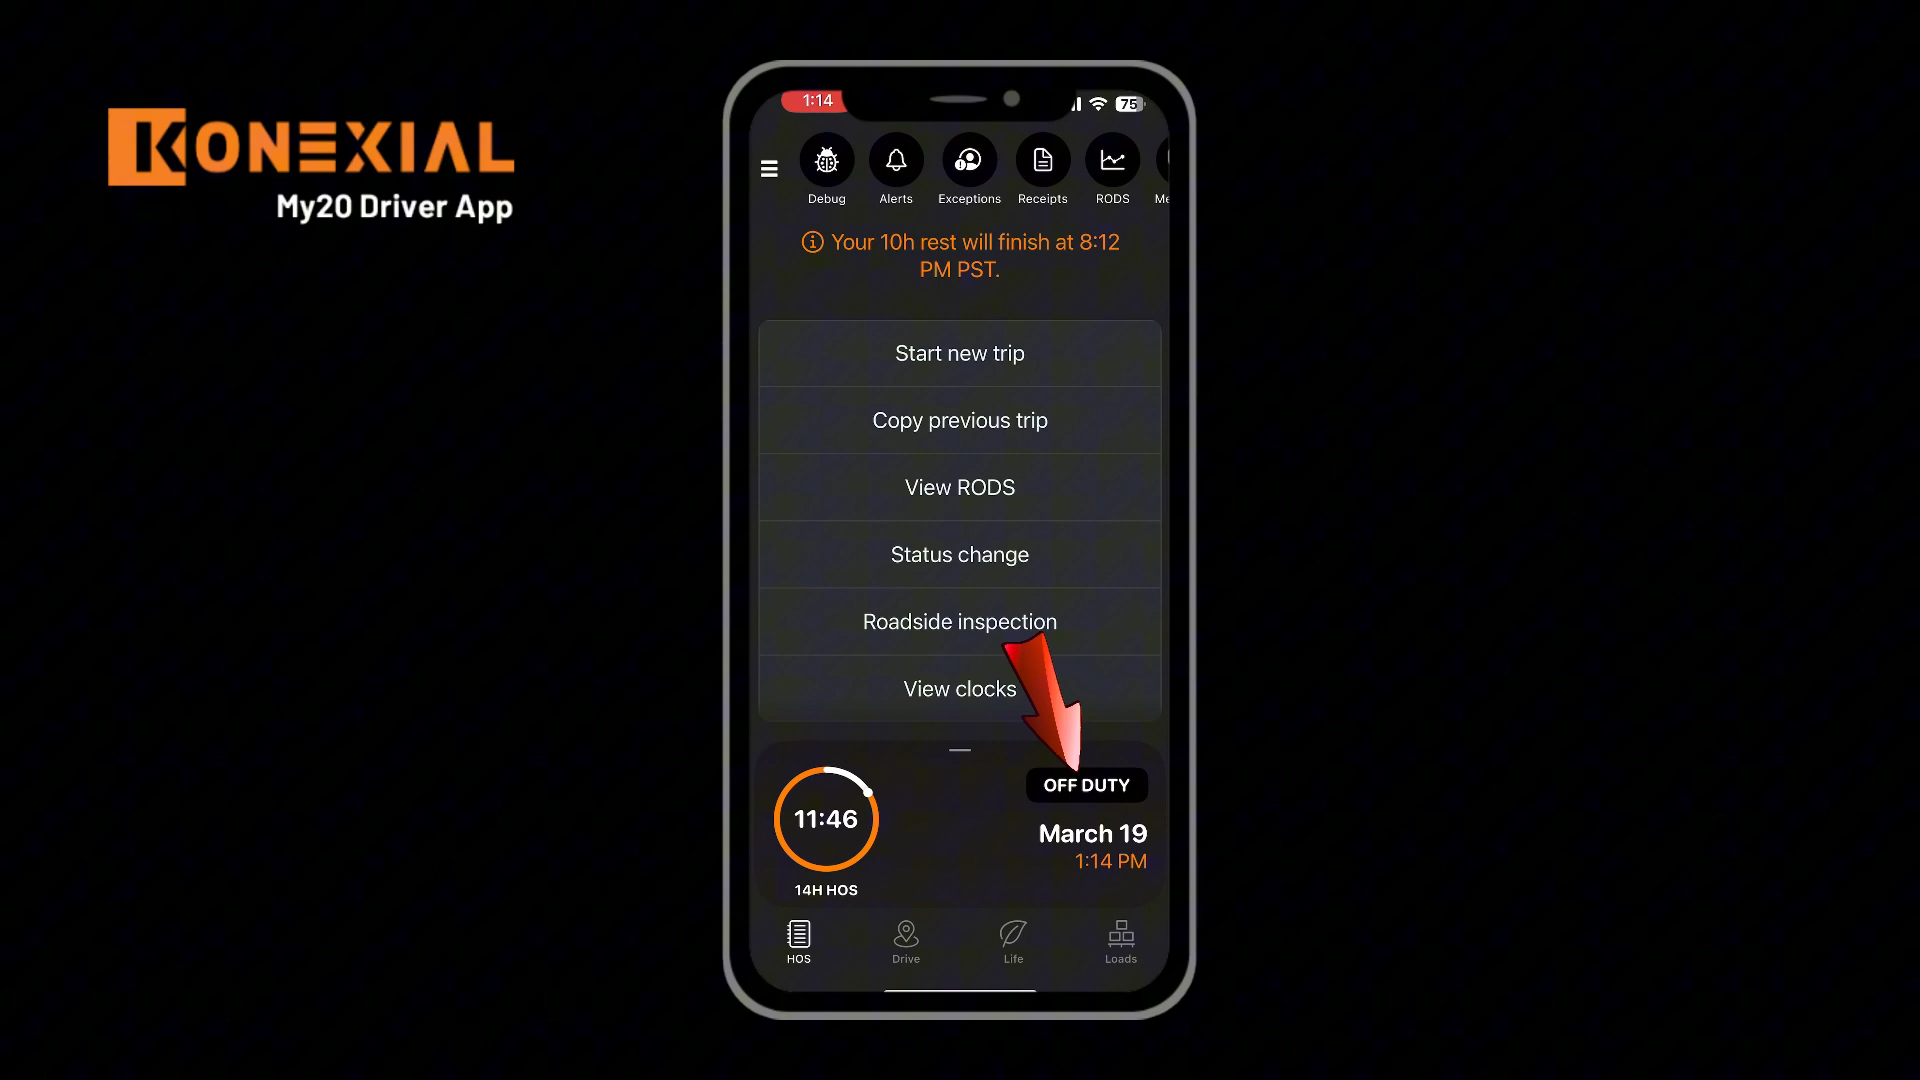 KONEXIAL
My20 Driver App
1:14
75
Debug
Alerts
Exceptions
Receipts
RODS
Your 10h rest will finish at 8:12
PM PST.
Start new trip
Copy previous trip
View RODS
Status change
Roadside inspection
View clocks
OFF DUTY
11:46
March 19
1:14 PM
14H HOS
HOS
Drive
Life
Loads